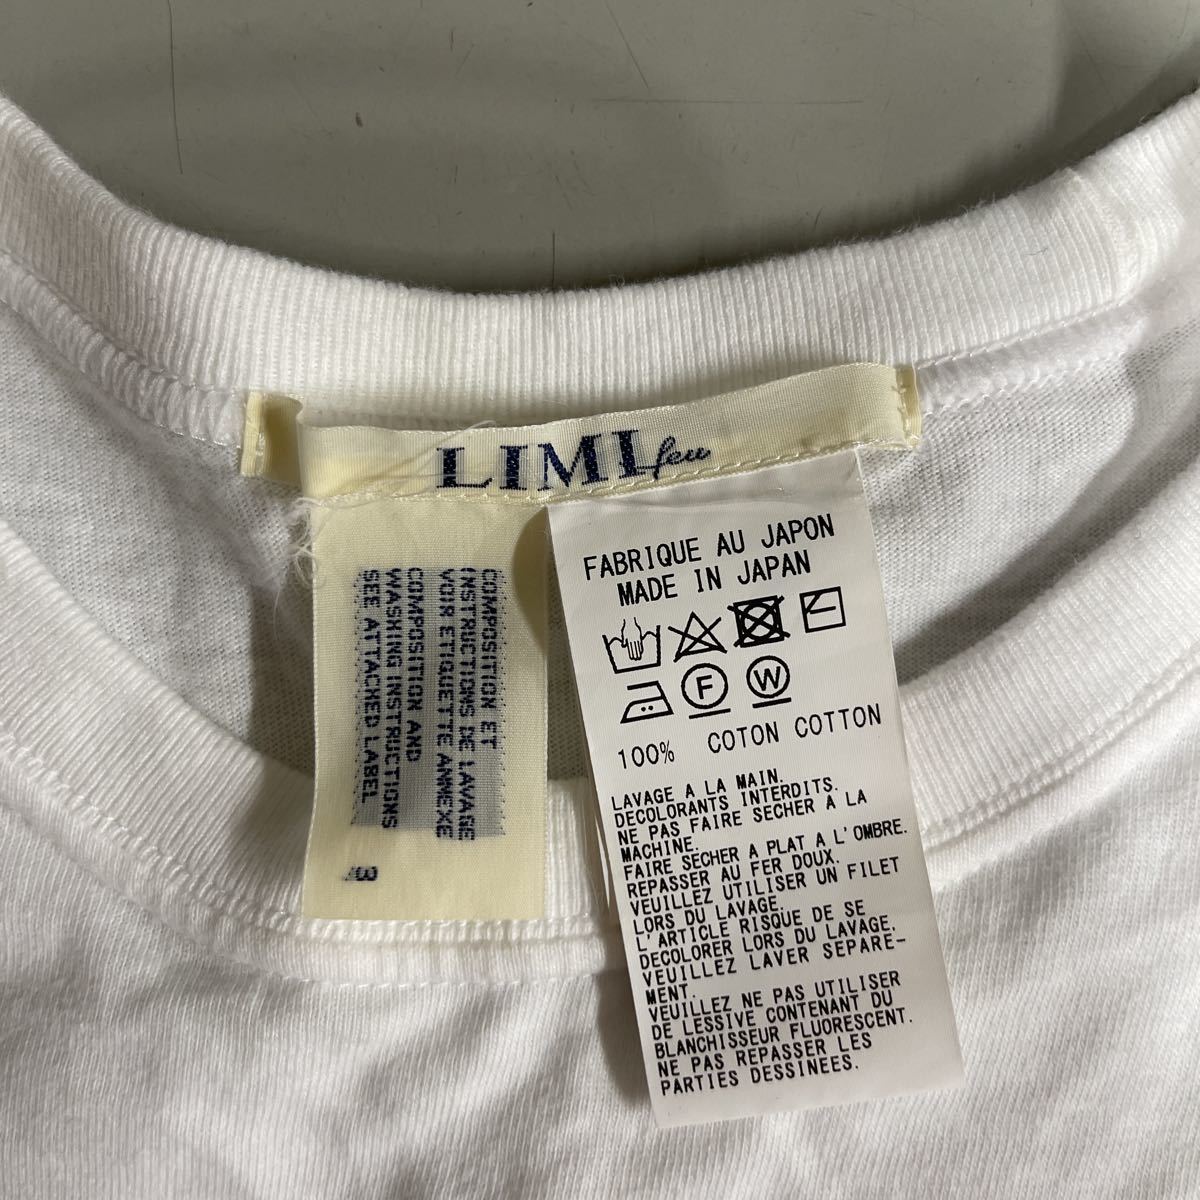 LIMI feu
COMPOSITION ET
INSTRUCTIONS DE LAVAGE
VOIR ETIQUETTE ANNEXE
COMPOSITION AND
WASHING INSTRUCTIONS
SEE ATTACHED LABEL
3
FABRIQUE AU JAPON
MADE IN JAPAN
F W
100% COTON COTTON
LAVAGE A LA MAIN.
DECOLORANTS INTERDITS.
NE PAS FAIRE SECHER A LA
MACHINE.
FAIRE SECHER A PLAT A L'OMBRE.
REPASSER AU FER DOUX.
VEUILLEZ UTILISER UN FILET
LORS DU LAVAGE.
L'ARTICLE RISQUE DE SE
DECOLORER LORS DU LAVAGE.
VEUILLEZ LAVER SEPARE-
MENT.
VEUILLEZ NE PAS UTILISER
DE LESSIVE CONTENANT DU
BLANCHISSEUR FLUORESCENT.
NE PAS REPASSER LES
PARTIES DESSINEES.